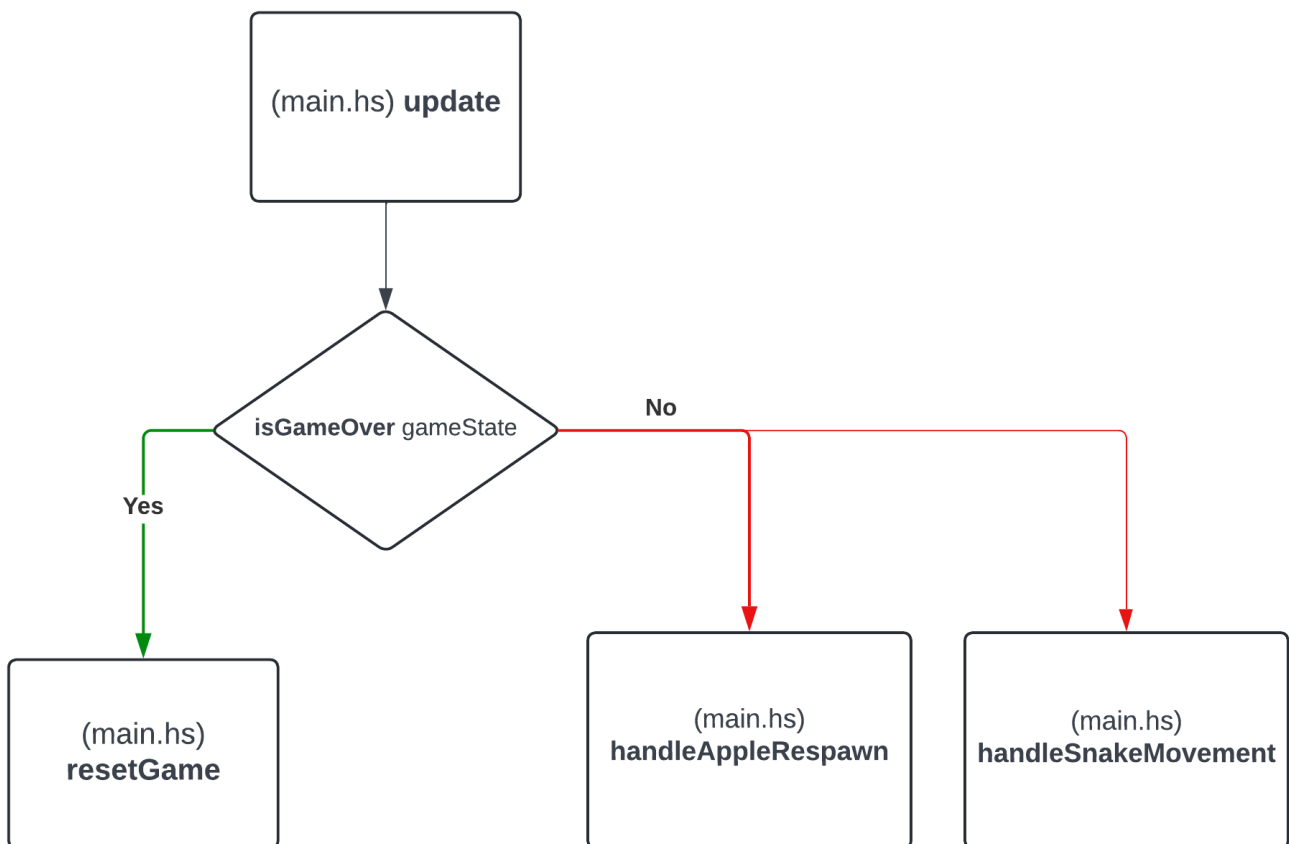 (main.hs) update
isGameOver gameState
No
Yes
(main.hs)
resetGame
(main.hs)
handleAppleRespawn
(main.hs)
handleSnakeMovement